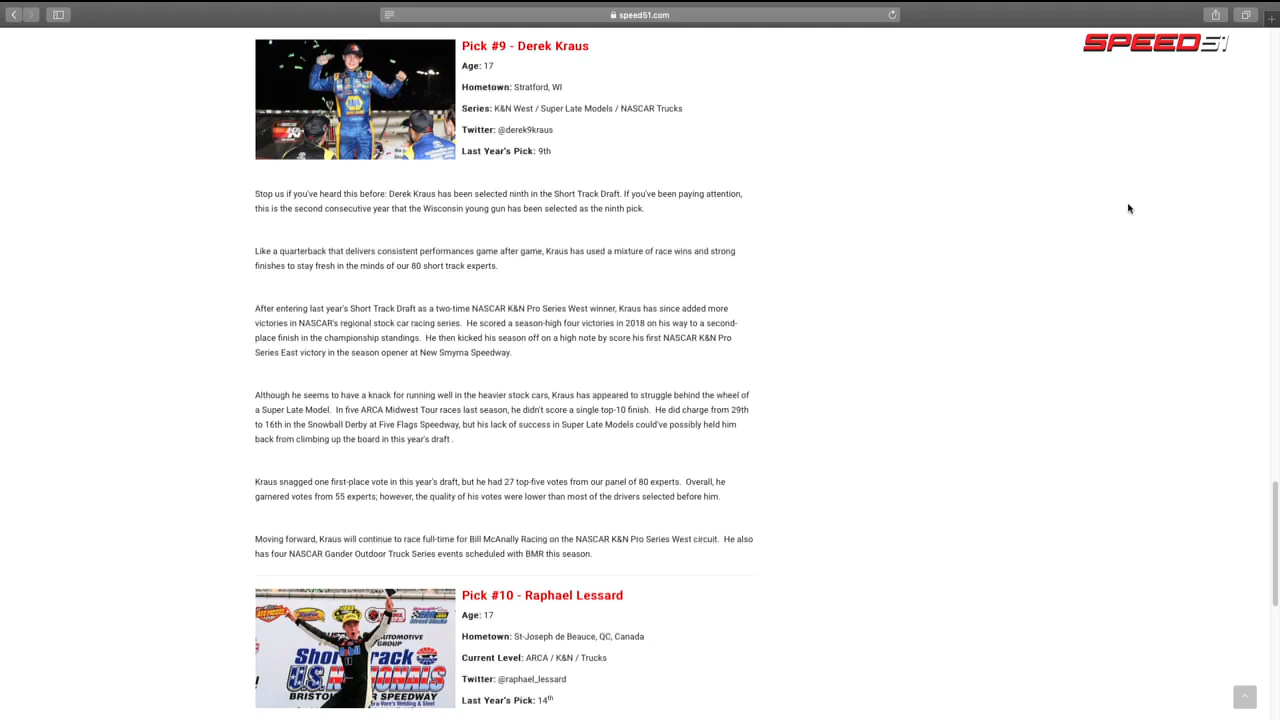 speed51.com
SPEED51
Pick #9 - Derek Kraus
Age: 17
Hometown: Stratford, WI
Series: K&N West / Super Late Models / NASCAR Trucks
Twitter: @derek9kraus
Last Year's Pick: 9th
NAPA
K&N
Stop us if you've heard this before: Derek Kraus has been selected ninth in the Short Track Draft. If you've been paying attention,
this is the second consecutive year that the Wisconsin young gun has been selected as the ninth pick.
Like a quarterback that delivers consistent performances game after game, Kraus has used a mixture of race wins and strong
finishes to stay fresh in the minds of our 80 short track experts.
After entering last year's Short Track Draft as a two-time NASCAR K&N Pro Series West winner, Kraus has since added more
victories in NASCAR's regional stock car racing series.  He scored a season-high four victories in 2018 on his way to a second-
place finish in the championship standings.  He then kicked his season off on a high note by score his first NASCAR K&N Pro
Series East victory in the season opener at New Smyrna Speedway.
Although he seems to have a knack for running well in the heavier stock cars, Kraus has appeared to struggle behind the wheel of
a Super Late Model.  In five ARCA Midwest Tour races last season, he didn't score a single top-10 finish.  He did charge from 29th
to 16th in the Snowball Derby at Five Flags Speedway, but his lack of success in Super Late Models could've possibly held him
back from climbing up the board in this year's draft .
Kraus snagged one first-place vote in this year's draft, but he had 27 top-five votes from our panel of 80 experts.  Overall, he
garnered votes from 55 experts; however, the quality of his votes were lower than most of the drivers selected before him.
Moving forward, Kraus will continue to race full-time for Bill McAnally Racing on the NASCAR K&N Pro Series West circuit.  He also
has four NASCAR Gander Outdoor Truck Series events scheduled with BMR this season.
Pick #10 - Raphael Lessard
Age: 17
Hometown: St-Joseph de Beauce, QC, Canada
Current Level: ARCA / K&N / Trucks
Twitter: @raphael_lessard
Last Year's Pick: 14th
AUTOMOTIVE
GROUP
Short Track
U.S. NATIONALS
BRISTOL SPEEDWAY